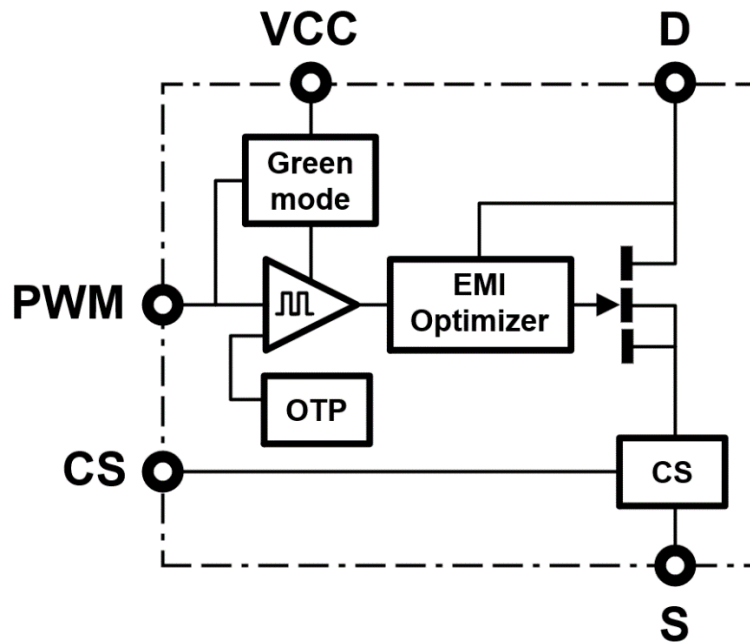 VCC
D
Green
mode
PWM
EMI
Optimizer
OTP
CS
CS
S